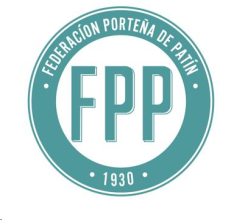 FEDERACÍON PORTEÑA DE PATÍN
FPP
• 1930 •